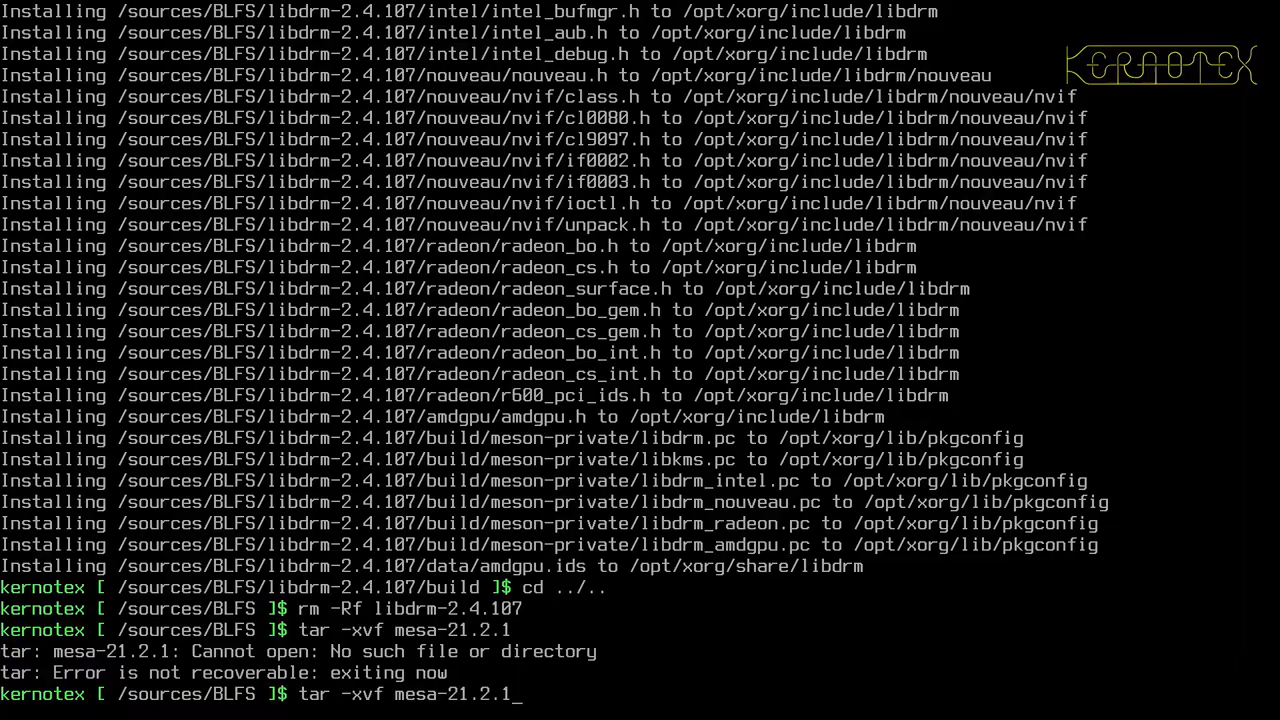 Installing /sources/BLFS/libdrm-2.4.107/intel/intel_bufmgr.h to /opt/xorg/include/libdrm
Installing /sources/BLFS/libdrm-2.4.107/intel/intel_aub.h to /opt/xorg/include/libdrm
Installing /sources/BLFS/libdrm-2.4.107/intel/intel_debug.h to /opt/xorg/include/libdrm
KERNOTEX
Installing /sources/BLFS/libdrm-2.4.107/nouveau/nouveau.h to /opt/xorg/include/libdrm/nouveau
Installing /sources/BLFS/libdrm-2.4.107/nouveau/nvif/class.h to /opt/xorg/include/libdrm/nouveau/nvif
Installing /sources/BLFS/libdrm-2.4.107/nouveau/nvif/cl0080.h to /opt/xorg/include/libdrm/nouveau/nvif
Installing /sources/BLFS/libdrm-2.4.107/nouveau/nvif/cl9097.h to /opt/xorg/include/libdrm/nouveau/nvif
Installing /sources/BLFS/libdrm-2.4.107/nouveau/nvif/if0002.h to /opt/xorg/include/libdrm/nouveau/nvif
Installing /sources/BLFS/libdrm-2.4.107/nouveau/nvif/if0003.h to /opt/xorg/include/libdrm/nouveau/nvif
Installing /sources/BLFS/libdrm-2.4.107/nouveau/nvif/ioctl.h to /opt/xorg/include/libdrm/nouveau/nvif
Installing /sources/BLFS/libdrm-2.4.107/nouveau/nvif/unpack.h to /opt/xorg/include/libdrm/nouveau/nvif
Installing /sources/BLFS/libdrm-2.4.107/radeon/radeon_bo.h to /opt/xorg/include/libdrm
Installing /sources/BLFS/libdrm-2.4.107/radeon/radeon_cs.h to /opt/xorg/include/libdrm
Installing /sources/BLFS/libdrm-2.4.107/radeon/radeon_surface.h to /opt/xorg/include/libdrm
Installing /sources/BLFS/libdrm-2.4.107/radeon/radeon_bo_gem.h to /opt/xorg/include/libdrm
Installing /sources/BLFS/libdrm-2.4.107/radeon/radeon_cs_gem.h to /opt/xorg/include/libdrm
Installing /sources/BLFS/libdrm-2.4.107/radeon/radeon_bo_int.h to /opt/xorg/include/libdrm
Installing /sources/BLFS/libdrm-2.4.107/radeon/radeon_cs_int.h to /opt/xorg/include/libdrm
Installing /sources/BLFS/libdrm-2.4.107/radeon/r600_pci_ids.h to /opt/xorg/include/libdrm
Installing /sources/BLFS/libdrm-2.4.107/amdgpu/amdgpu.h to /opt/xorg/include/libdrm
Installing /sources/BLFS/libdrm-2.4.107/build/meson-private/libdrm.pc to /opt/xorg/lib/pkgconfig
Installing /sources/BLFS/libdrm-2.4.107/build/meson-private/libkms.pc to /opt/xorg/lib/pkgconfig
Installing /sources/BLFS/libdrm-2.4.107/build/meson-private/libdrm_intel.pc to /opt/xorg/lib/pkgconfig
Installing /sources/BLFS/libdrm-2.4.107/build/meson-private/libdrm_nouveau.pc to /opt/xorg/lib/pkgconfig
Installing /sources/BLFS/libdrm-2.4.107/build/meson-private/libdrm_radeon.pc to /opt/xorg/lib/pkgconfig
Installing /sources/BLFS/libdrm-2.4.107/build/meson-private/libdrm_amdgpu.pc to /opt/xorg/lib/pkgconfig
Installing /sources/BLFS/libdrm-2.4.107/data/amdgpu.ids to /opt/xorg/share/libdrm
kernotex [ /sources/BLFS/libdrm-2.4.107/build ]$ cd ../..
kernotex [ /sources/BLFS ]$ rm -Rf libdrm-2.4.107
kernotex [ /sources/BLFS ]$ tar -xvf mesa-21.2.1
tar: mesa-21.2.1: Cannot open: No such file or directory
tar: Error is not recoverable: exiting now
kernotex [ /sources/BLFS ]$ tar -xvf mesa-21.2.1_